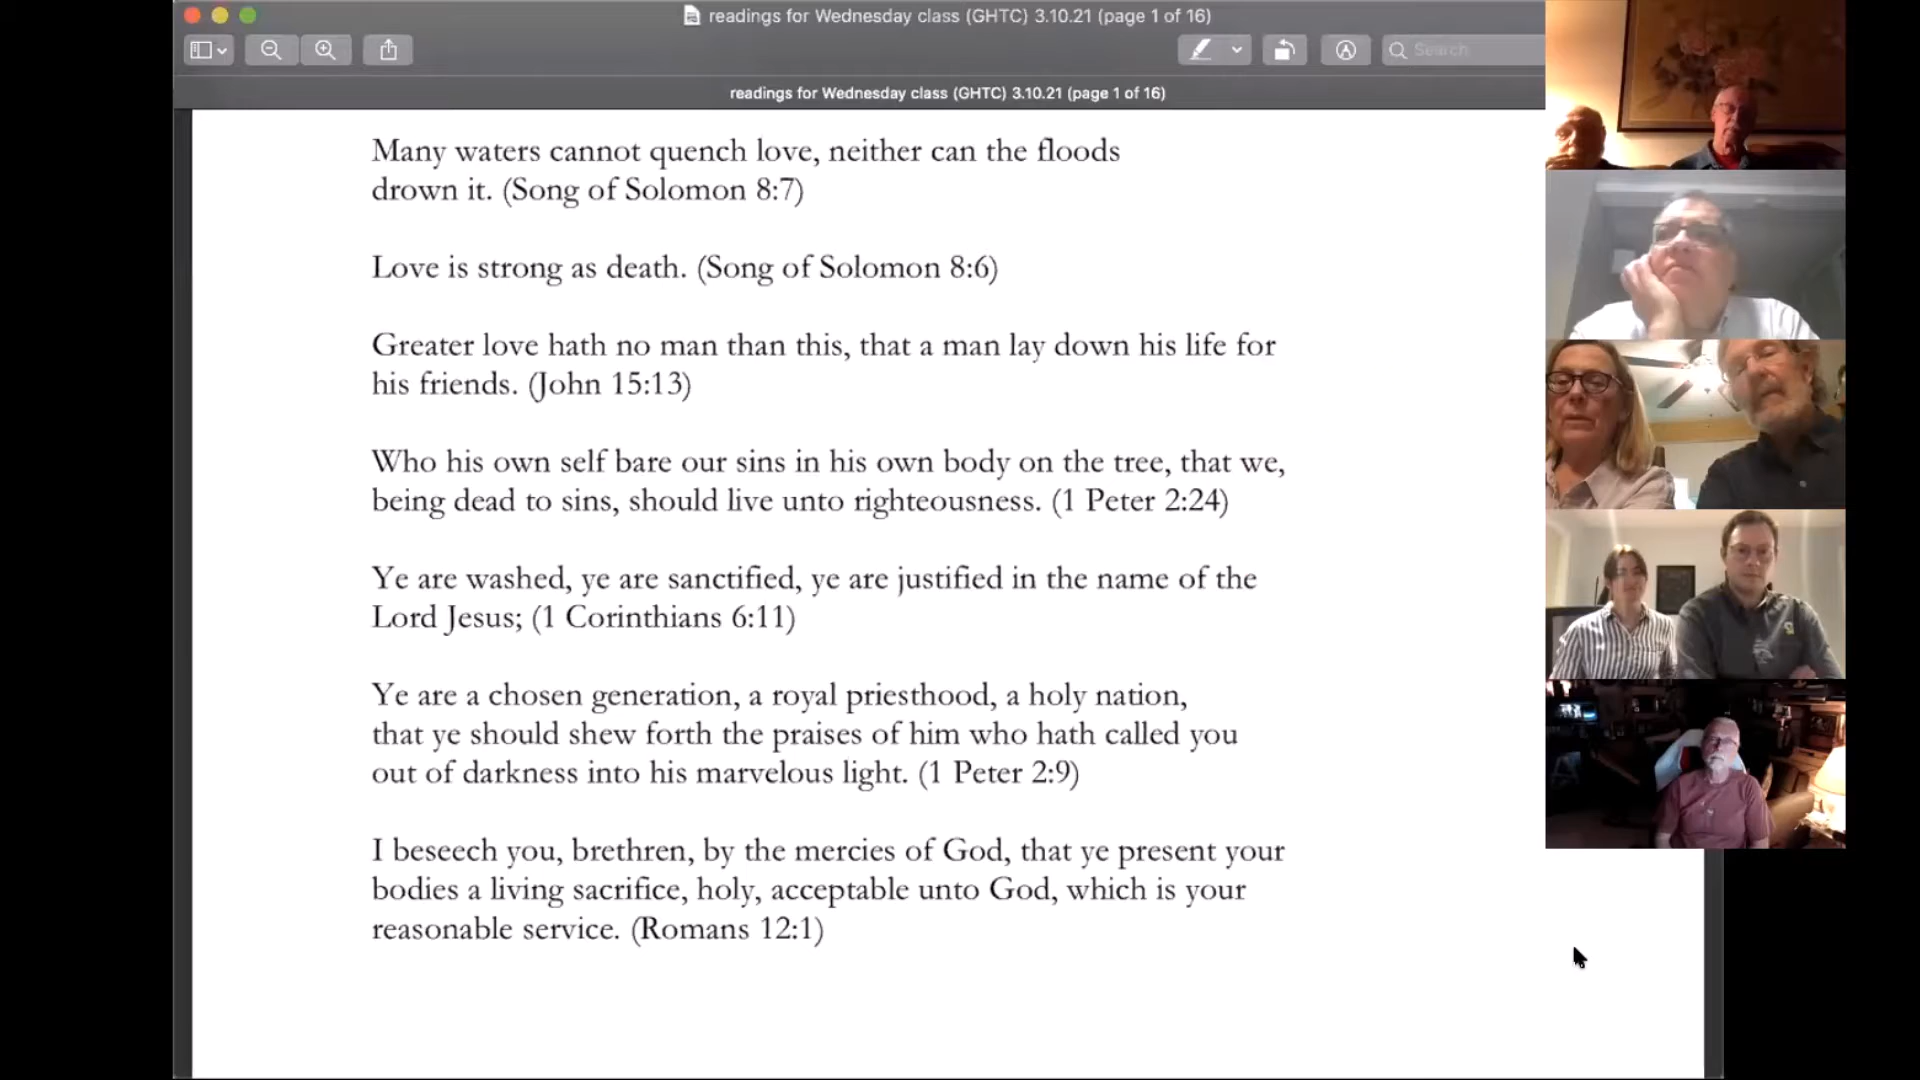 readings for Wednesday class (GHTC) 3.10.21 (page 1 of 16)
Search
readings for Wednesday class (GHTC) 3.10.21 (page 1 of 16)
Many waters cannot quench love, neither can the floods
drown it. (Song of Solomon 8:7)
Love is strong as death. (Song of Solomon 8:6)
Greater love hath no man than this, that a man lay down his life for
his friends. (John 15:13)
Who his own self bare our sins in his own body on the tree, that we,
being dead to sins, should live unto righteousness. (1 Peter 2:24)
Ye are washed, ye are sanctified, ye are justified in the name of the
Lord Jesus; (1 Corinthians 6:11)
Ye are a chosen generation, a royal priesthood, a holy nation,
that ye should shew forth the praises of him who hath called you
out of darkness into his marvelous light. (1 Peter 2:9)
I beseech you, brethren, by the mercies of God, that ye present your
bodies a living sacrifice, holy, acceptable unto God, which is your
reasonable service. (Romans 12:1)